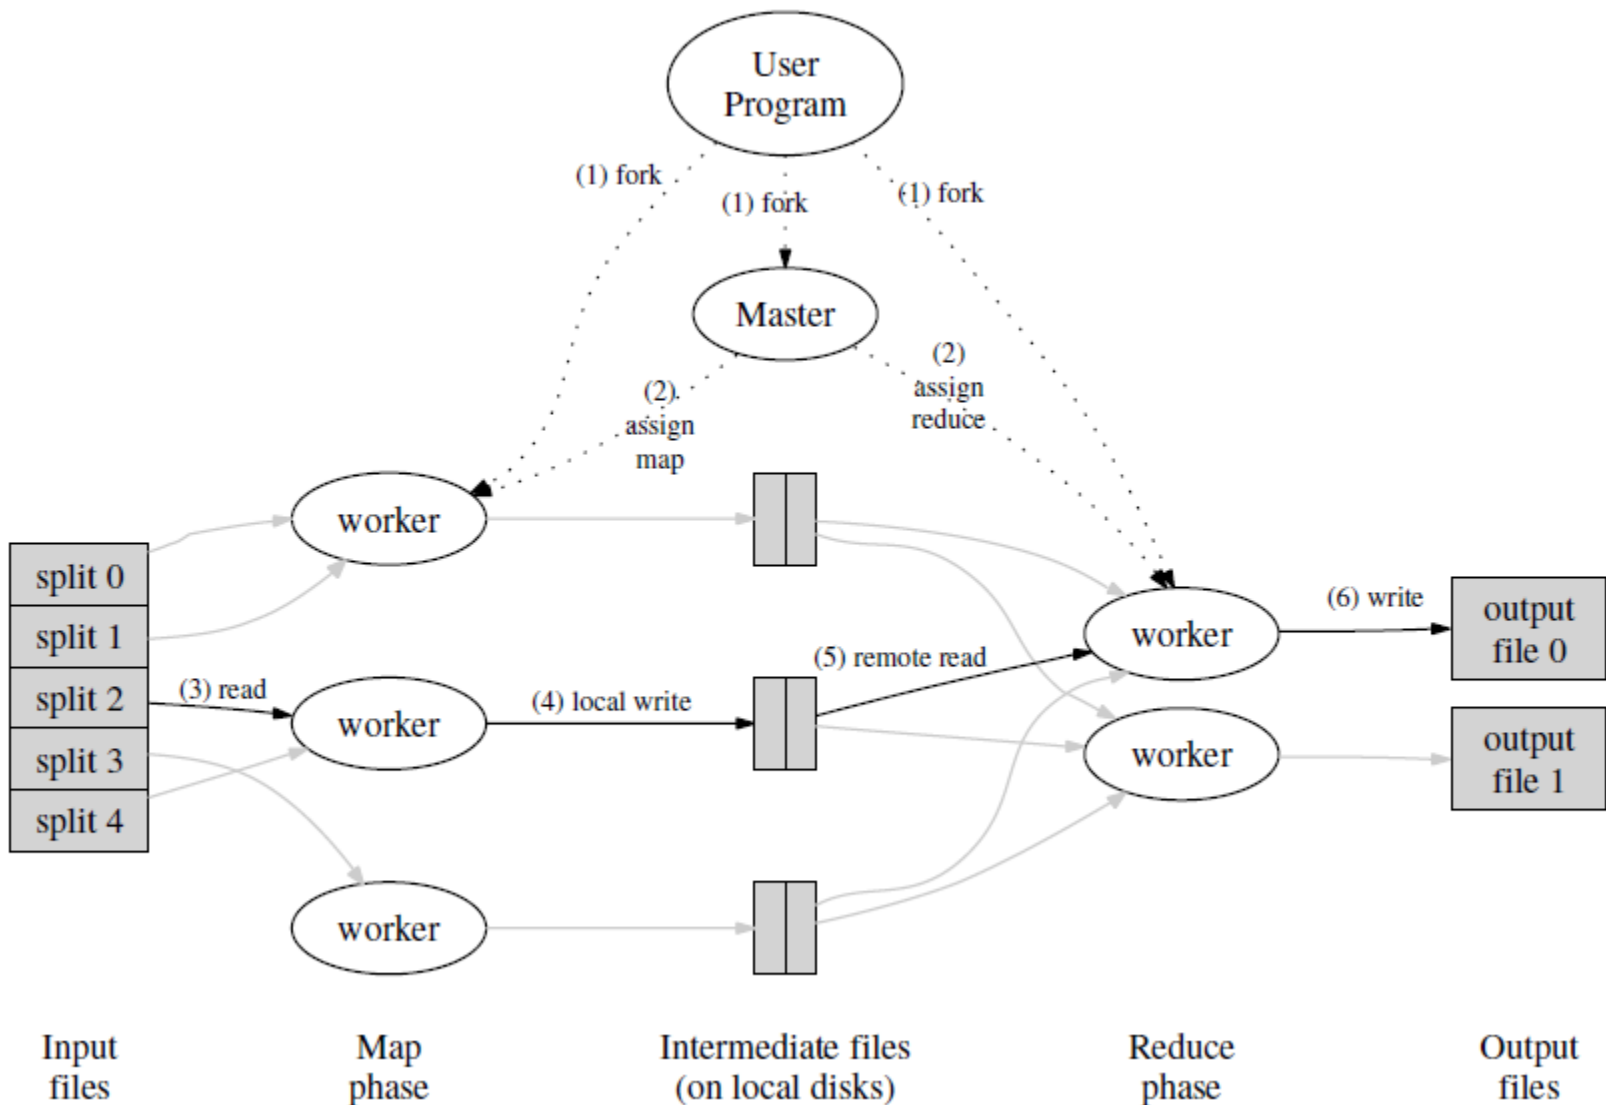 User
Program
(1) fork
(1) fork
(1) fork
Master
(2)
assign
map
(2)
assign
reduce
split 0
split 1
split 2
split 3
split 4
(3) read
worker
worker
worker
(4) local write
(5) remote read
worker
worker
(6) write
output
file 0
output
file 1
Input
files
Map
phase
Intermediate files
(on local disks)
Reduce
phase
Output
files